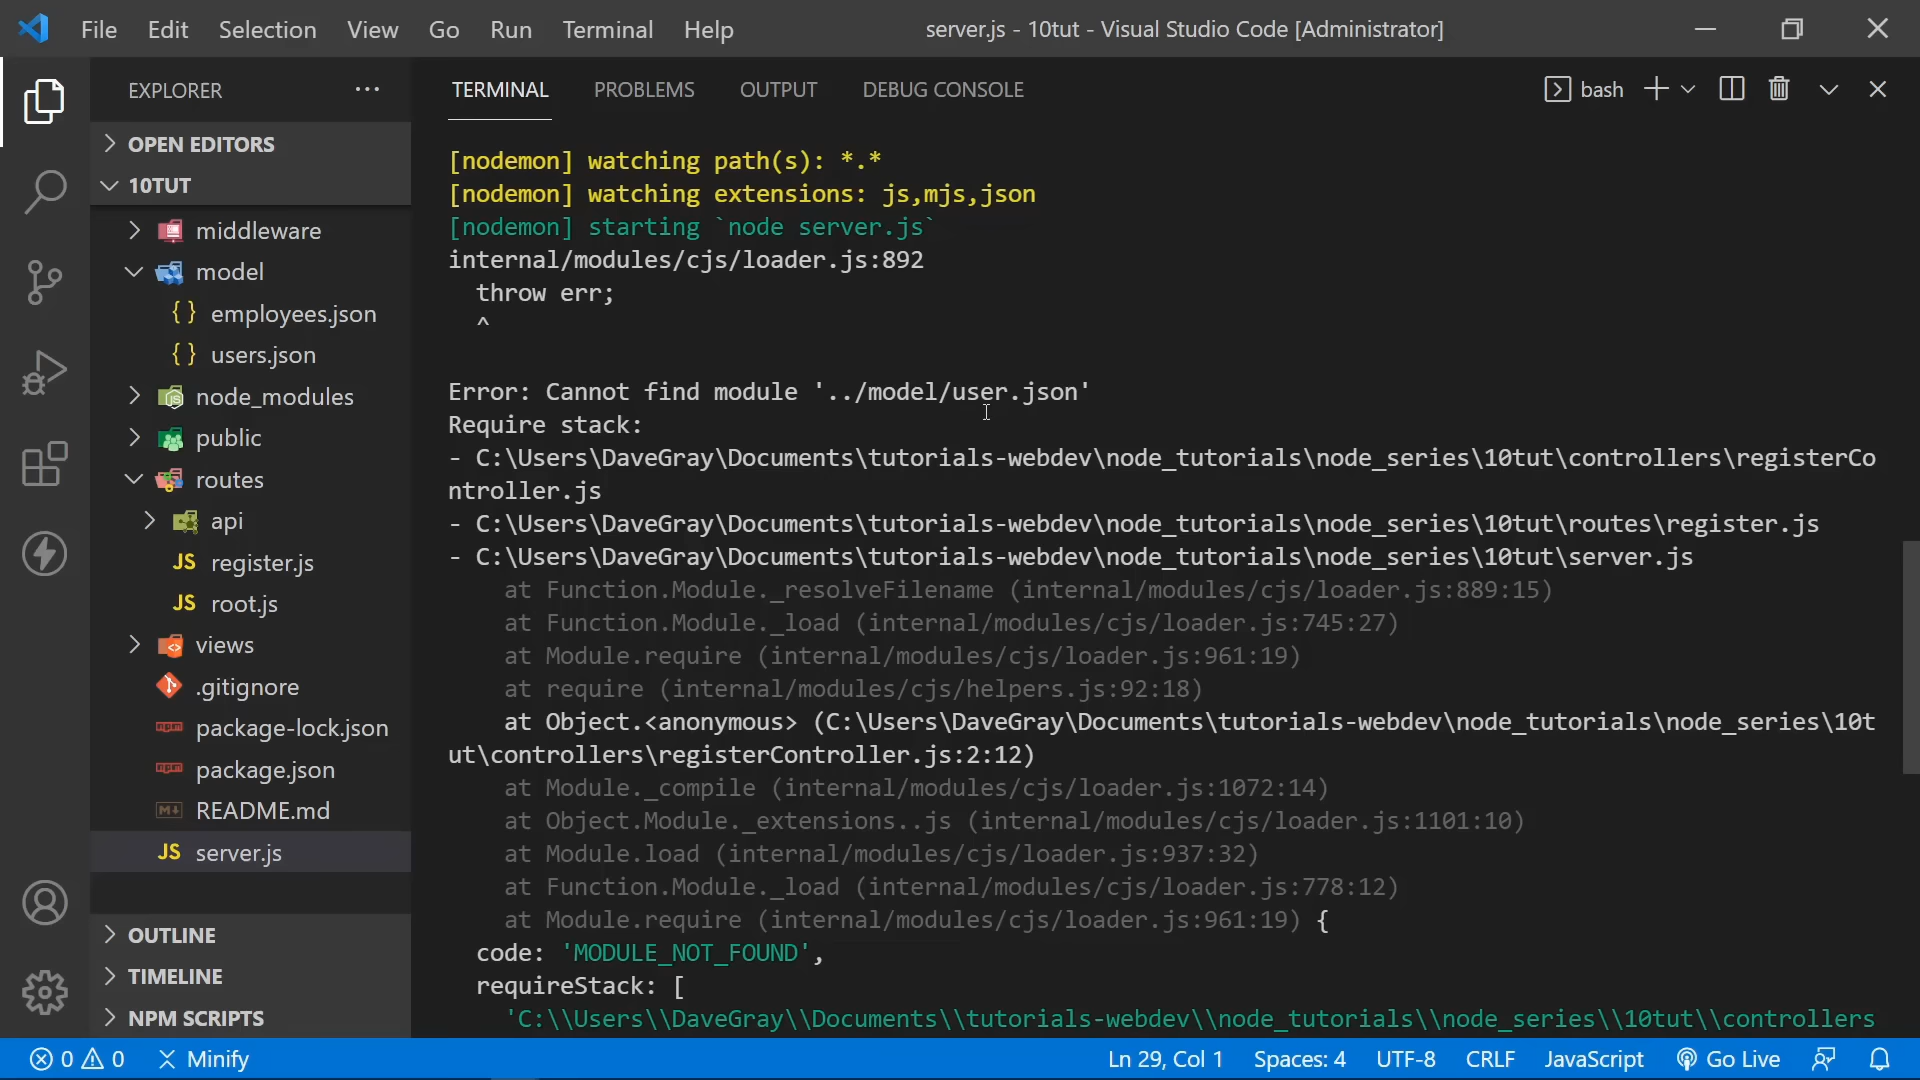 File Edit Selection View Go Run Terminal Help
server.js - 10tut - Visual Studio Code [Administrator]
EXPLORER
OPEN EDITORS
10TUT
middleware
model
{ } employees.json
{ } users.json
node_modules
public
routes
api
JS register.js
JS root.js
views
.gitignore
package-lock.json
package.json
README.md
JS server.js
OUTLINE
TIMELINE
NPM SCRIPTS
TERMINAL PROBLEMS OUTPUT DEBUG CONSOLE
bash
[nodemon] watching path(s): *.*
[nodemon] watching extensions: js,mjs,json
[nodemon] starting `node server.js`
internal/modules/cjs/loader.js:892
throw err;
^
Error: Cannot find module '../model/user.json'
Require stack:
- C:\Users\DaveGray\Documents\tutorials-webdev\node_tutorials\node_series\10tut\controllers\registerCo
ntroller.js
- C:\Users\DaveGray\Documents\tutorials-webdev\node_tutorials\node_series\10tut\routes\register.js
- C:\Users\DaveGray\Documents\tutorials-webdev\node_tutorials\node_series\10tut\server.js
at Function.Module._resolveFilename (internal/modules/cjs/loader.js:889:15)
at Function.Module._load (internal/modules/cjs/loader.js:745:27)
at Module.require (internal/modules/cjs/loader.js:961:19)
at require (internal/modules/cjs/helpers.js:92:18)
at Object.<anonymous> (C:\Users\DaveGray\Documents\tutorials-webdev\node_tutorials\node_series\10t
ut\controllers\registerController.js:2:12)
at Module._compile (internal/modules/cjs/loader.js:1072:14)
at Object.Module._extensions..js (internal/modules/cjs/loader.js:1101:10)
at Module.load (internal/modules/cjs/loader.js:937:32)
at Function.Module._load (internal/modules/cjs/loader.js:778:12)
at Module.require (internal/modules/cjs/loader.js:961:19) {
code: 'MODULE_NOT_FOUND',
requireStack: [
'C:\\Users\\DaveGray\\Documents\\tutorials-webdev\\node_tutorials\\node_series\\10tut\\controllers
0 0 Minify
Ln 29, Col 1 Spaces: 4 UTF-8 CRLF JavaScript Go Live